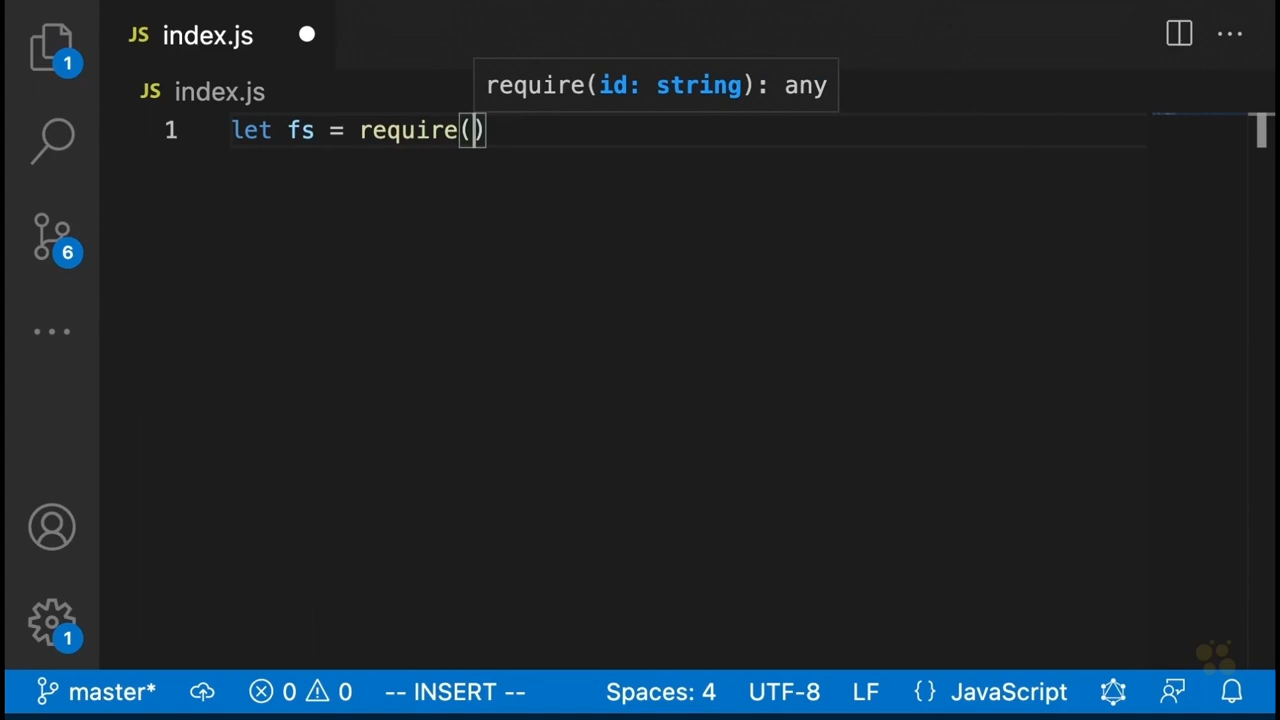 JS index.js
JS index.js
require(id: string): any
1 let fs = require()
1
6
1
master* 0 0 -- INSERT -- Spaces: 4 UTF-8 LF {} JavaScript